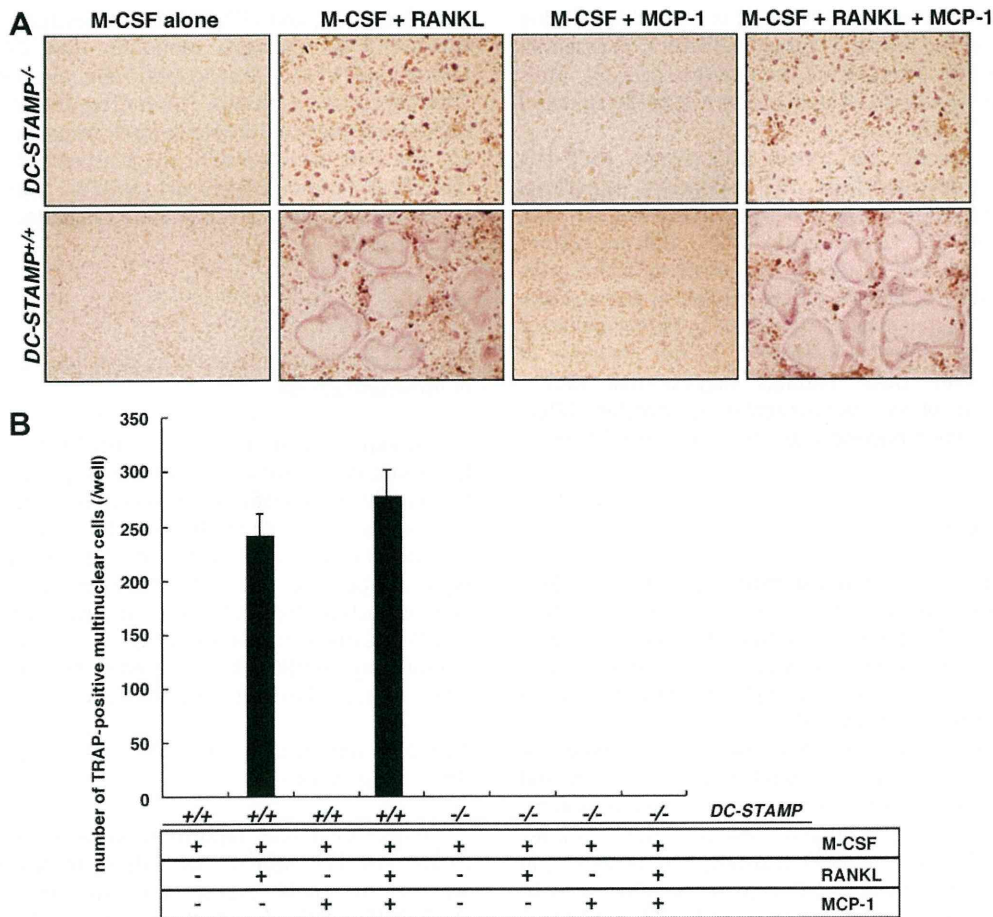 A
M-CSF alone M-CSF + RANKL M-CSF + MCP-1 M-CSF + RANKL + MCP-1
DC-STAMP-/-
DC-STAMP+/+
B
number of TRAP-positive multinuclear cells (/well)
350
300
250
200
150
100
50
0
+/+ +/+ +/+ +/+ -/- -/- -/- -/- DC-STAMP
+ + + + + + + + M-CSF
- + - + - + - + RANKL
- - + + - - + + MCP-1